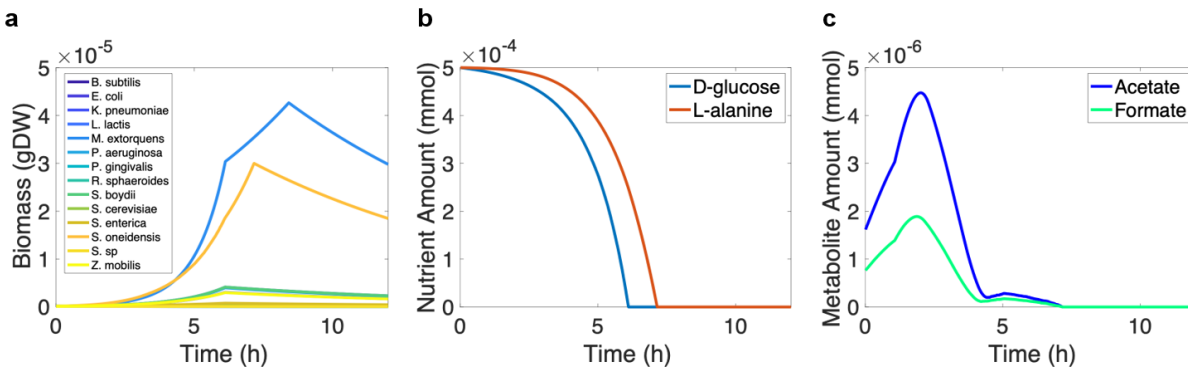 a
×10⁻⁵
5
4
3
2
1
0
Biomass (gDW)
B. subtilis
E. coli
K. pneumoniae
L. lactis
M. extorquens
P. aeruginosa
P. gingivalis
R. sphaeroides
S. boydii
S. cerevisiae
S. enterica
S. oneidensis
S. sp
Z. mobilis
0
5
10
Time (h)
b
×10⁻⁴
5
4
3
2
1
0
Nutrient Amount (mmol)
D-glucose
L-alanine
0
5
10
Time (h)
c
×10⁻⁶
5
4
3
2
1
0
Metabolite Amount (mmol)
Acetate
Formate
0
5
10
Time (h)